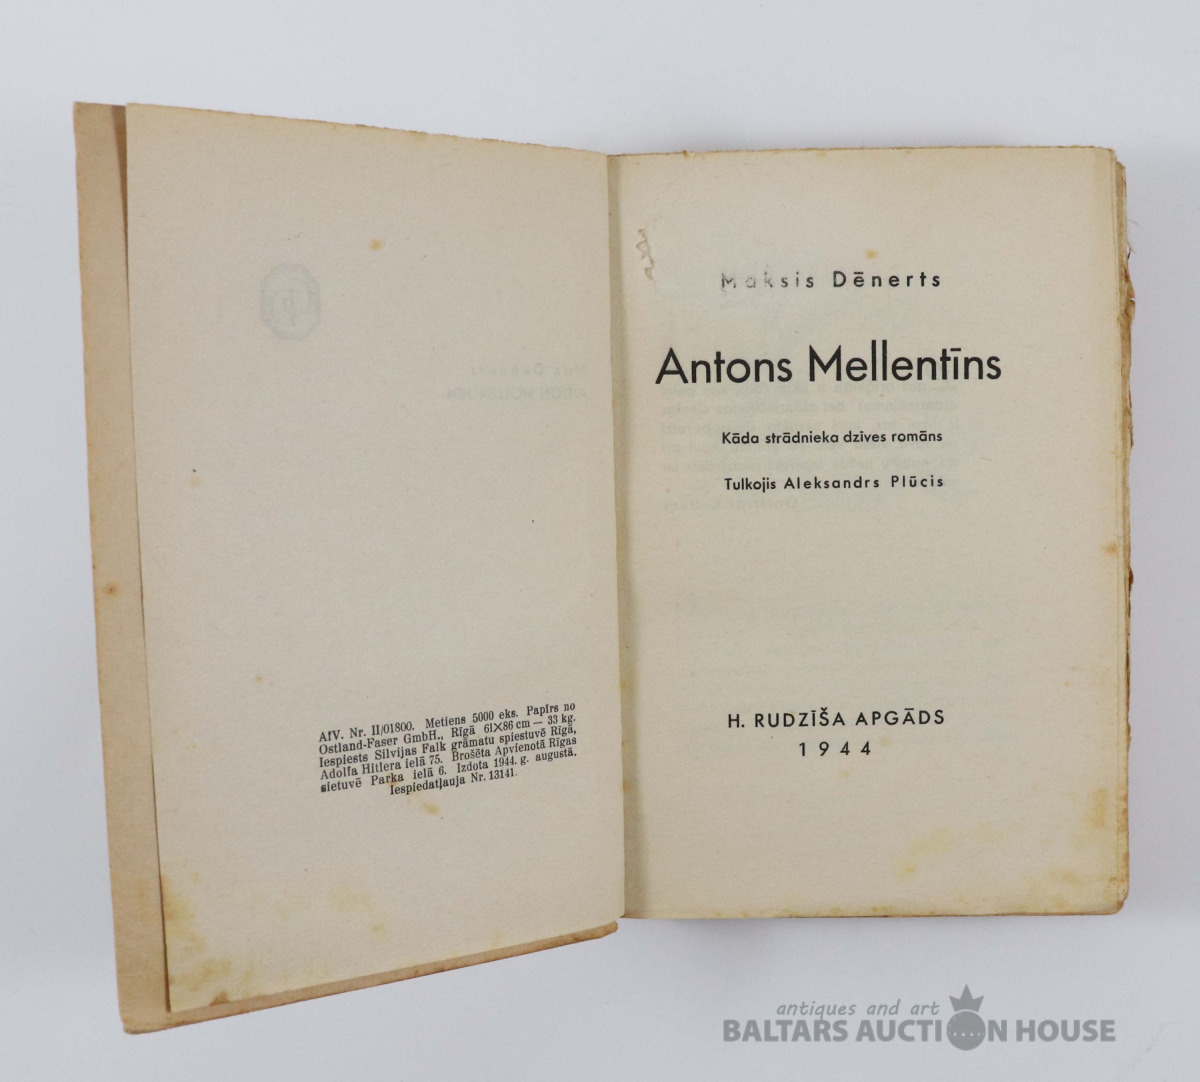 AfV. Nr. II/01800. Metiens 5000 eks. Papīrs no
Ostland-Faser GmbH., Rīgā 61×86 cm — 33 kg.
Iespiests Silvijas Falk grāmatu spiestuvē Rīgā,
Adolfa Hitlera ielā 75. Brošēta Apvienotā Rīgas
sietuvē Parka ielā 6. Izdota 1944. g. augustā.
Iespiedatļauja Nr. 13141.
Maksis Dēnerts
Antons Mellentīns
Kāda strādnieka dzīves romāns
Tulkojis Aleksandrs Plūcis
H. RUDZĪŠA APGĀDS
1944
antiques and art
BALTARS AUCTION HOUSE